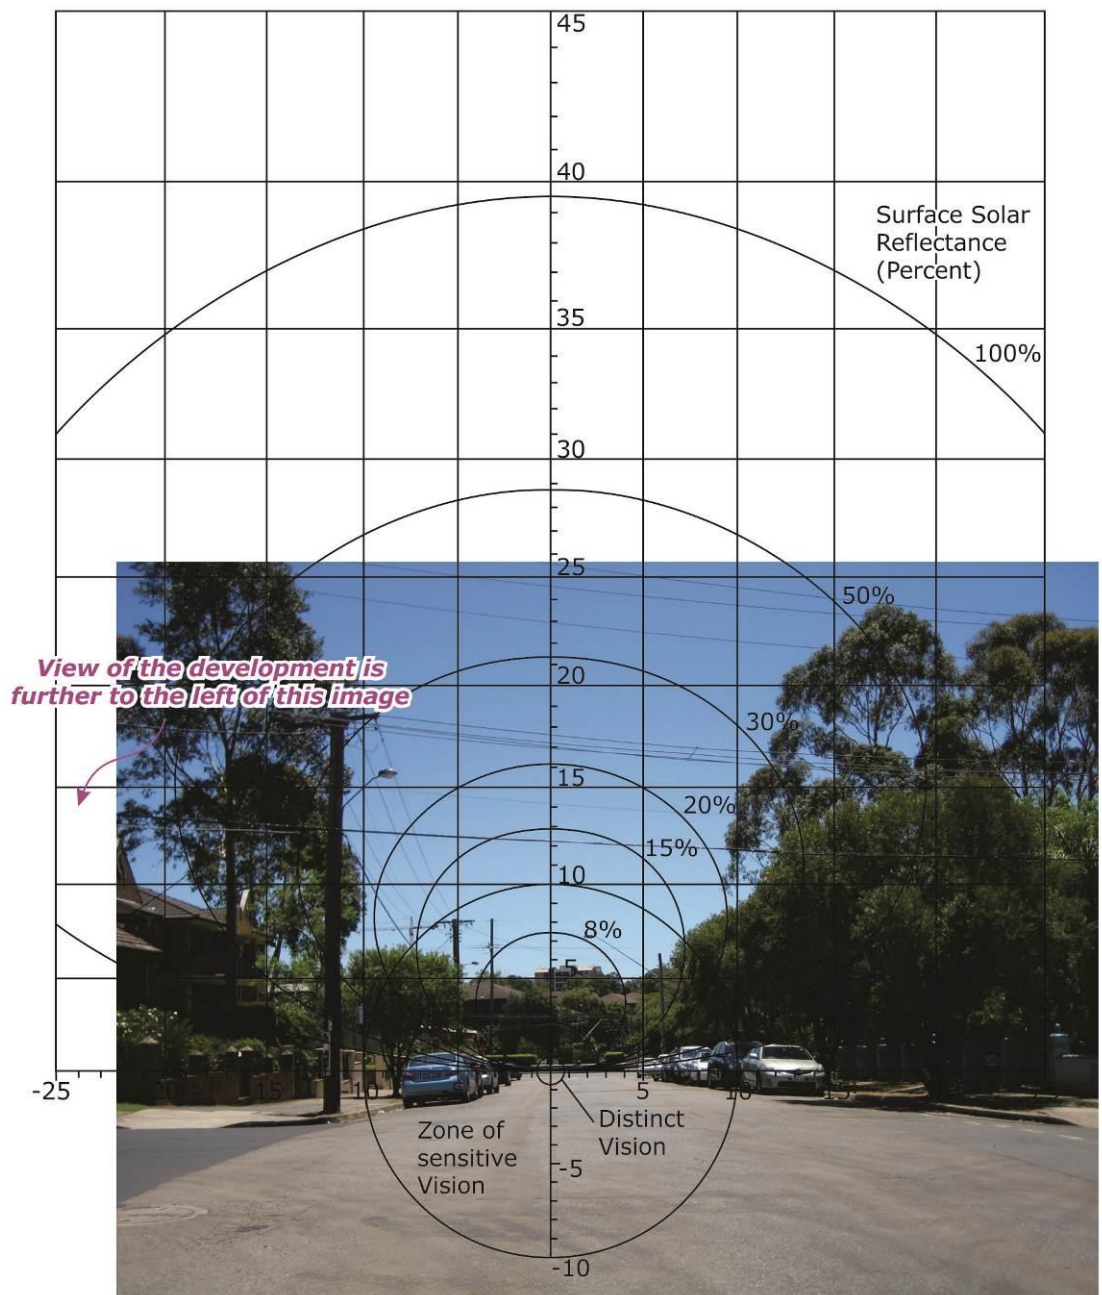 45
40
Surface Solar
Reflectance
(Percent)
35
100%
30
25
50%
View of the development is
further to the left of this image
20
30%
15
20%
15%
10
8%
5
-25
20
15
10
5
10
15
Distinct
Vision
Zone of
sensitive
Vision
-5
-10